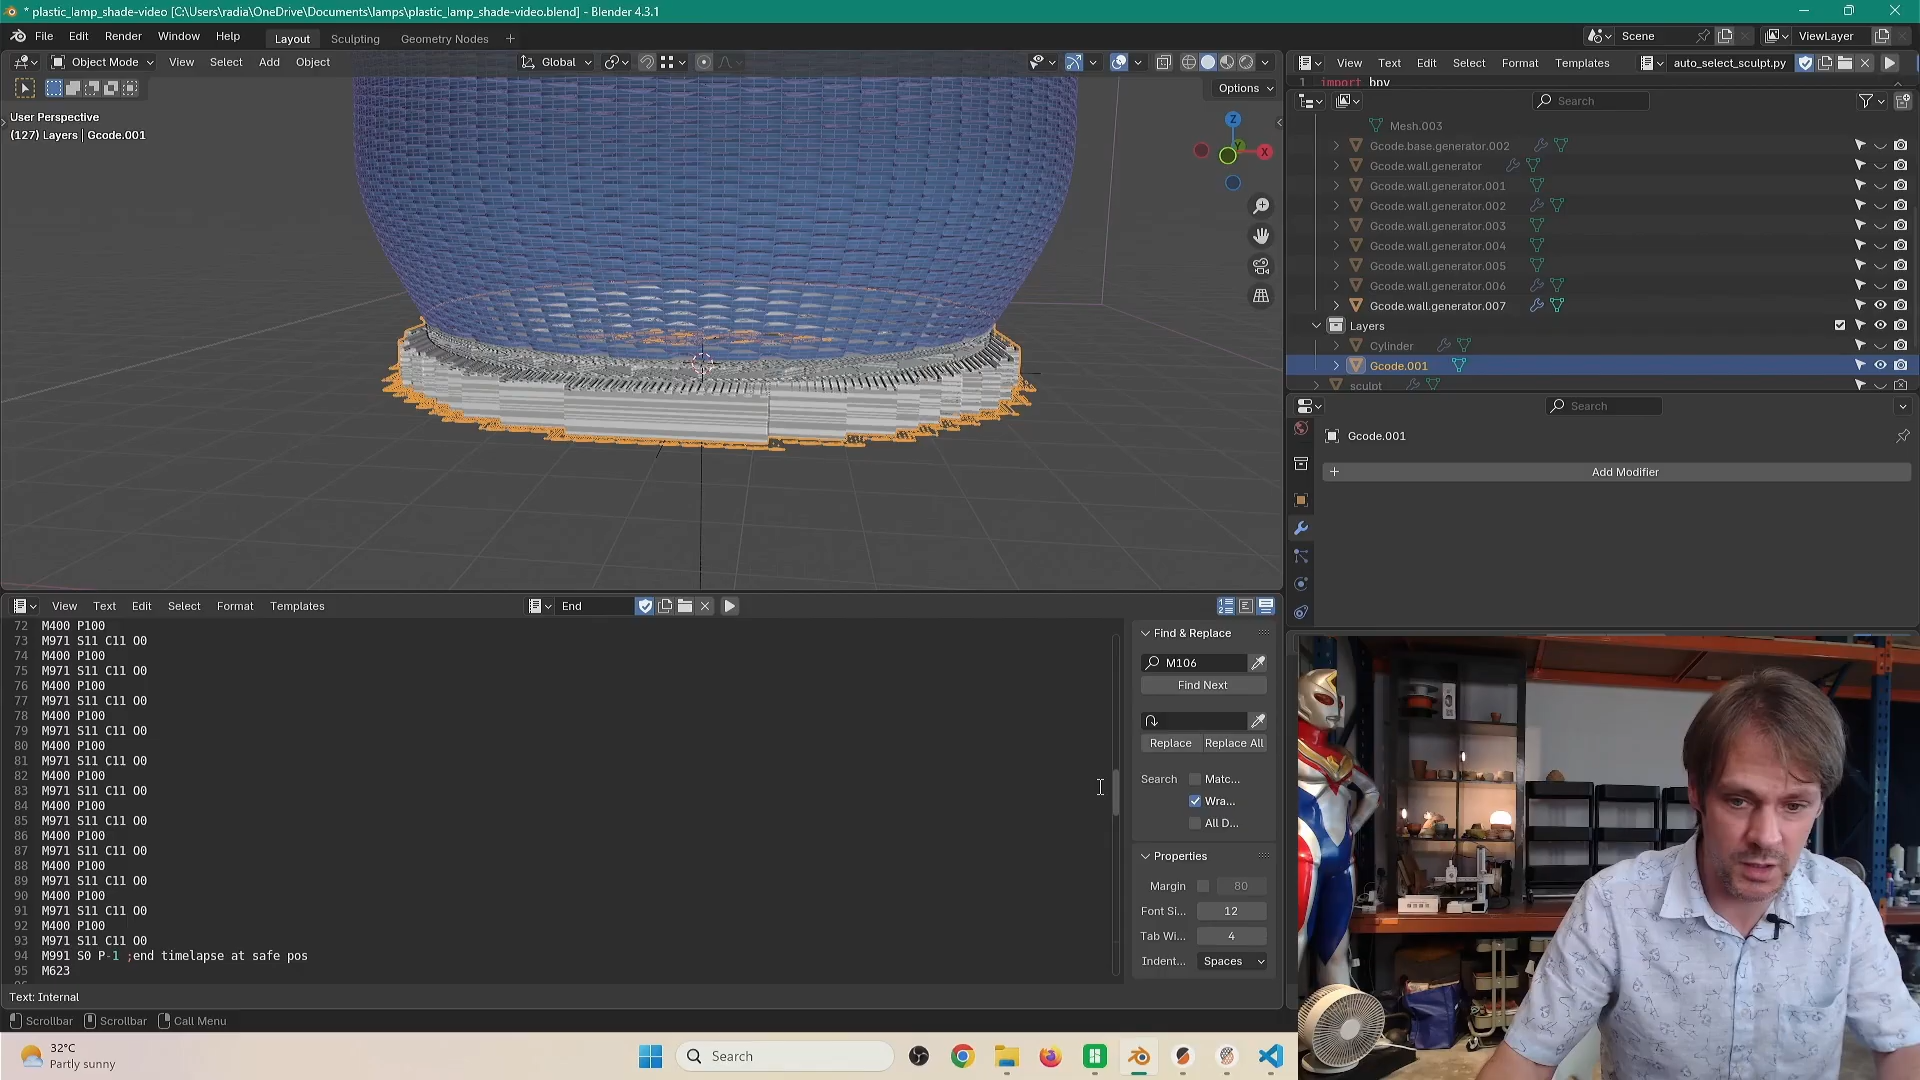 * plastic_lamp_shade-video [C:\Users\radia\OneDrive\Documents\lamps\plastic_lamp_shade-video.blend] - Blender 4.3.1
File Edit Render Window Help Layout Sculpting Geometry Nodes + Scene ViewLayer
Object Mode View Select Add Object Global
View Text Edit Select Format Templates auto_select_sculpt.py
1 import bpy
Options
Search
User Perspective
(127) Layers | Gcode.001
Z
Y
X
Mesh.003
Gcode.base.generator.002
Gcode.wall.generator
Gcode.wall.generator.001
Gcode.wall.generator.002
Gcode.wall.generator.003
Gcode.wall.generator.004
Gcode.wall.generator.005
Gcode.wall.generator.006
Gcode.wall.generator.007
Layers
Cylinder
Gcode.001
sculpt
Search
Gcode.001
+ Add Modifier
View Text Edit Select Format Templates End
72 M400 P100
73 M971 S11 C11 O0
74 M400 P100
75 M971 S11 C11 O0
76 M400 P100
77 M971 S11 C11 O0
78 M400 P100
79 M971 S11 C11 O0
80 M400 P100
81 M971 S11 C11 O0
82 M400 P100
83 M971 S11 C11 O0
84 M400 P100
85 M971 S11 C11 O0
86 M400 P100
87 M971 S11 C11 O0
88 M400 P100
89 M971 S11 C11 O0
90 M400 P100
91 M971 S11 C11 O0
92 M400 P100
93 M971 S11 C11 O0
94 M991 S0 P-1 ;end timelapse at safe pos
95 M623
Find & Replace
M106
Find Next
Replace Replace All
Search Matc...
Wra...
All D...
Properties
Margin 80
Font Si... 12
Tab Wi... 4
Indent... Spaces
Text: Internal
Scrollbar Scrollbar Call Menu
32°C
Partly sunny
Search